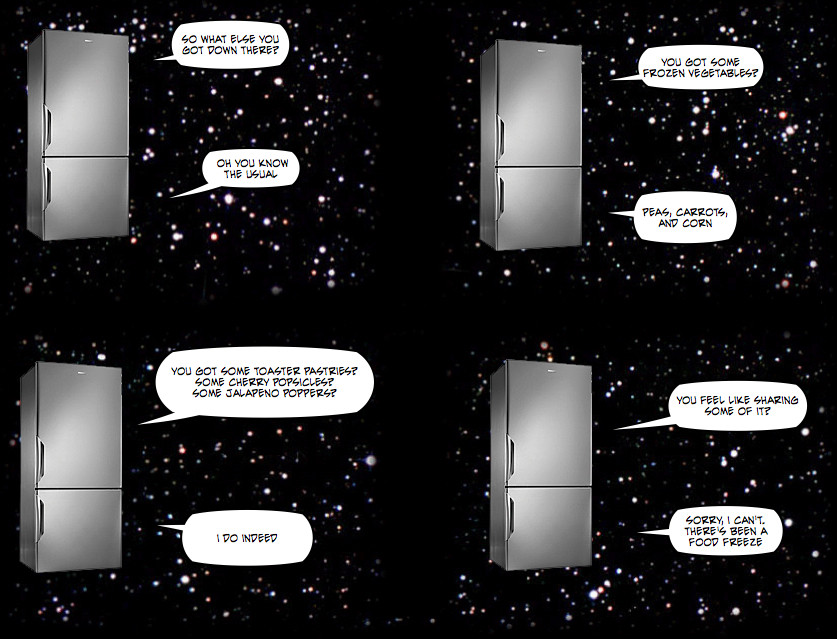 SO WHAT ELSE YOU
GOT DOWN THERE?
OH YOU KNOW
THE USUAL
YOU GOT SOME
FROZEN VEGETABLES?
PEAS, CARROTS,
AND CORN
YOU GOT SOME TOASTER PASTRIES?
SOME CHERRY POPSICLES?
SOME JALAPENO POPPERS?
I DO INDEED
YOU FEEL LIKE SHARING
SOME OF IT?
SORRY, I CAN'T.
THERE'S BEEN A
FOOD FREEZE